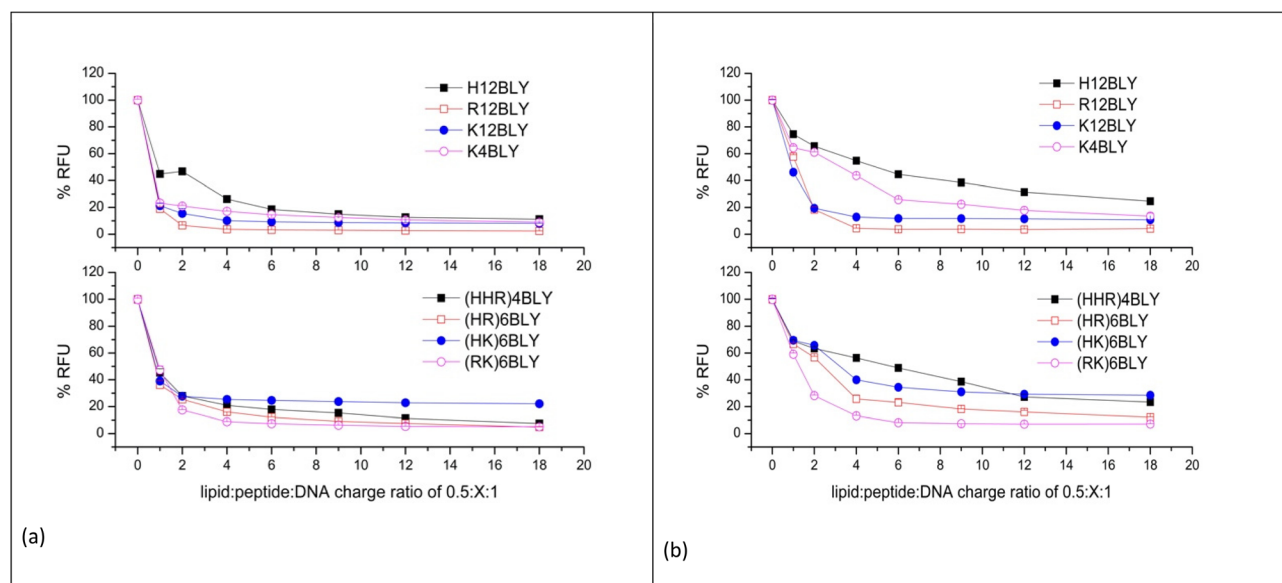 120
100
80
60
40
20
0
% RFU
H12BLY
R12BLY
K12BLY
K4BLY
0 2 4 6 8 10 12 14 16 18 20
120
100
80
60
40
20
0
% RFU
(HHR)4BLY
(HR)6BLY
(HK)6BLY
(RK)6BLY
0 2 4 6 8 10 12 14 16 18 20
lipid:peptide:DNA charge ratio of 0.5:X:1
(a)
120
100
80
60
40
20
0
% RFU
H12BLY
R12BLY
K12BLY
K4BLY
0 2 4 6 8 10 12 14 16 18 20
120
100
80
60
40
20
0
% RFU
(HHR)4BLY
(HR)6BLY
(HK)6BLY
(RK)6BLY
0 2 4 6 8 10 12 14 16 18 20
lipid:peptide:DNA charge ratio of 0.5:X:1
(b)